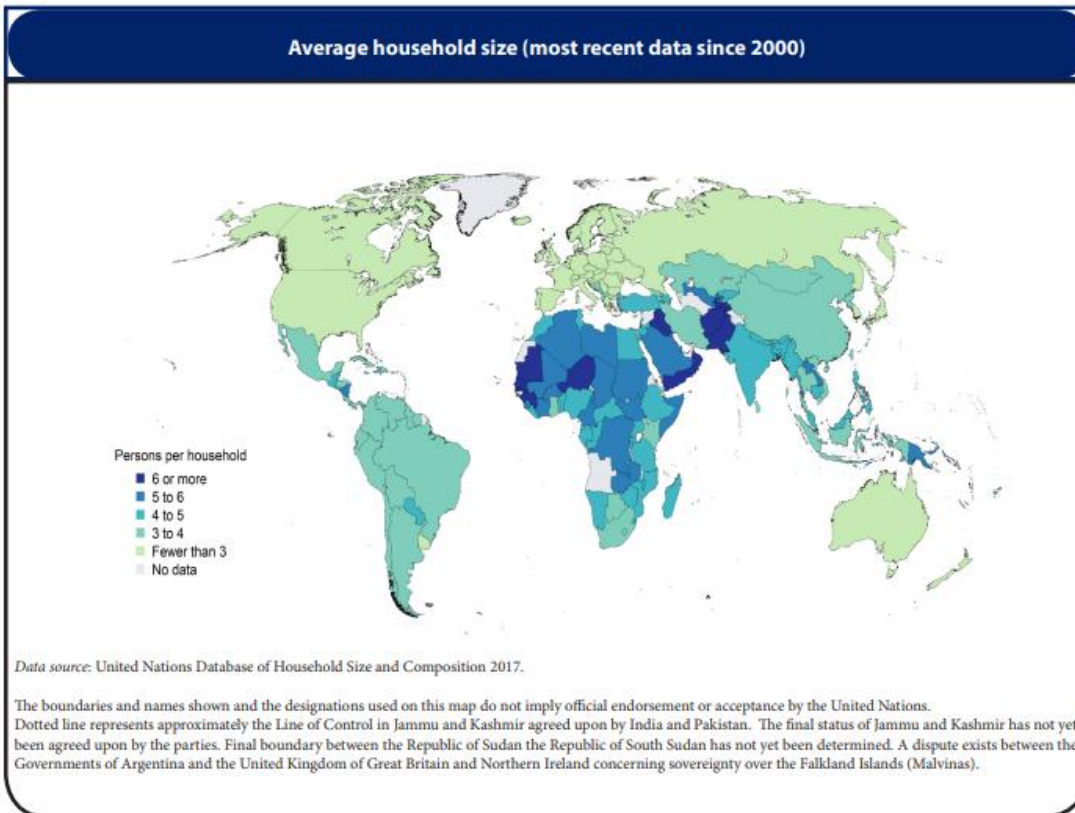 Average household size (most recent data since 2000)
Persons per household
6 or more
5 to 6
4 to 5
3 to 4
Fewer than 3
No data
Data source: United Nations Database of Household Size and Composition 2017.
The boundaries and names shown and the designations used on this map do not imply official endorsement or acceptance by the United Nations.
Dotted line represents approximately the Line of Control in Jammu and Kashmir agreed upon by India and Pakistan. The final status of Jammu and Kashmir has not yet
been agreed upon by the parties. Final boundary between the Republic of Sudan the Republic of South Sudan has not yet been determined. A dispute exists between the
Governments of Argentina and the United Kingdom of Great Britain and Northern Ireland concerning sovereignty over the Falkland Islands (Malvinas).